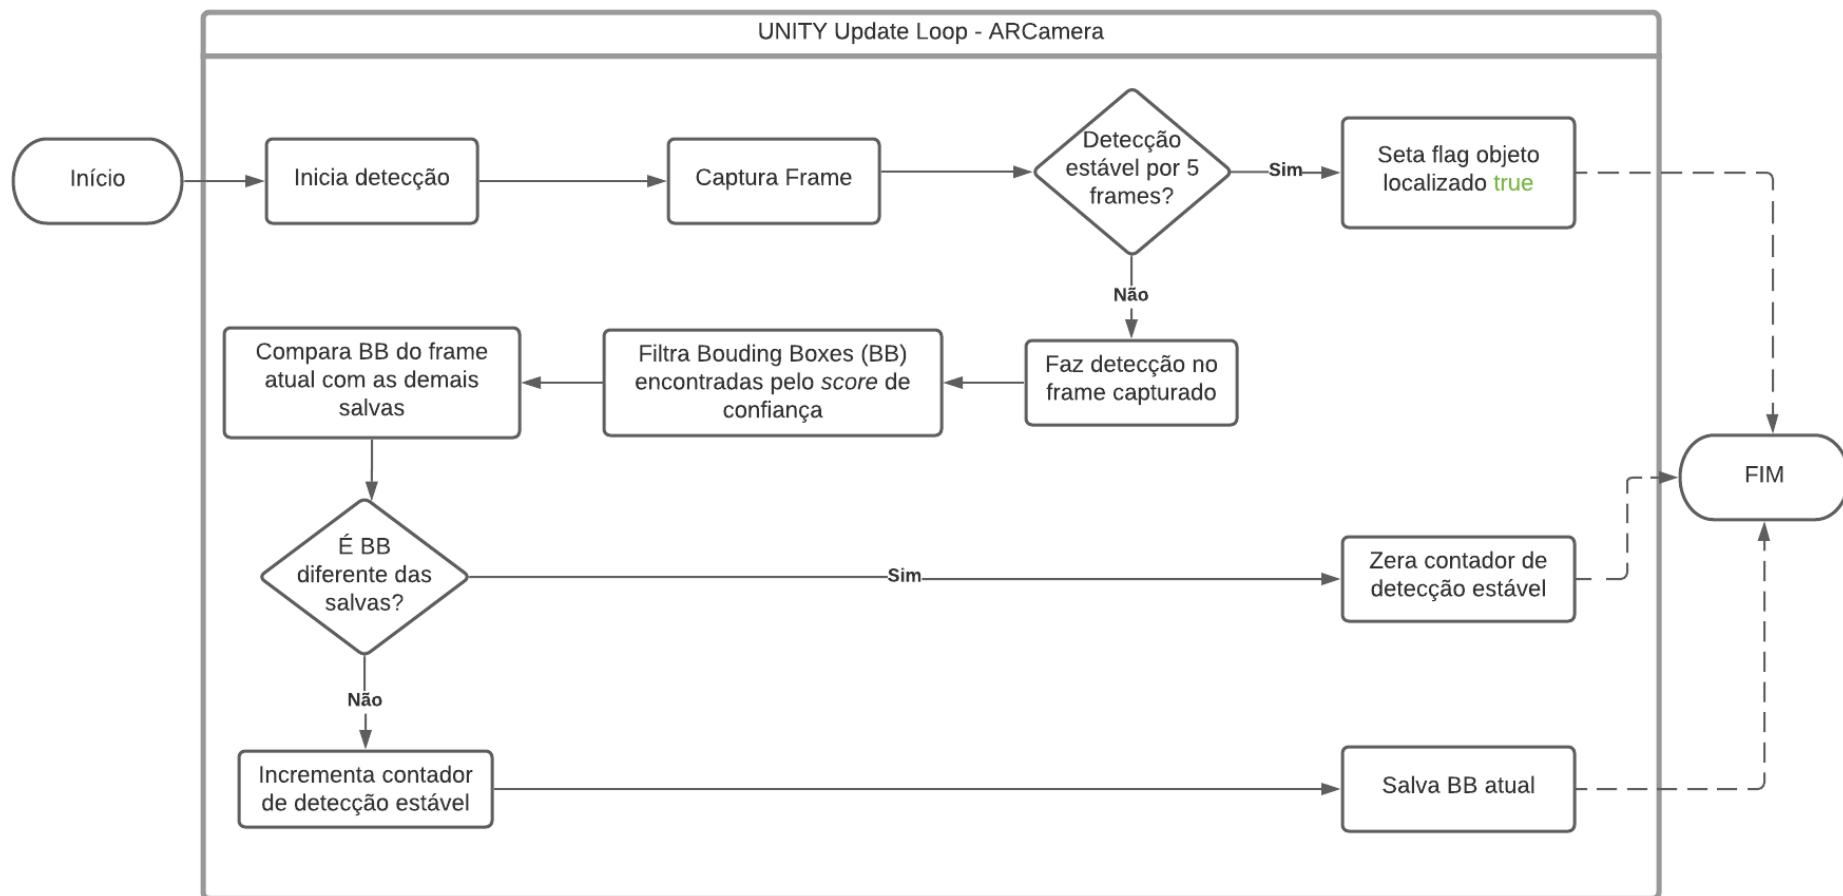 UNITY Update Loop - ARCamera
Início
Inicia detecção
Captura Frame
Detecção
estável por 5
frames?
Sim
Seta flag objeto
localizado true
Não
Compara BB do frame
atual com as demais
salvas
Filtra Bouding Boxes (BB)
encontradas pelo score de
confiança
Faz detecção no
frame capturado
FIM
É BB
diferente das
salvas?
Sim
Zera contador de
detecção estável
Não
Incrementa contador
de detecção estável
Salva BB atual